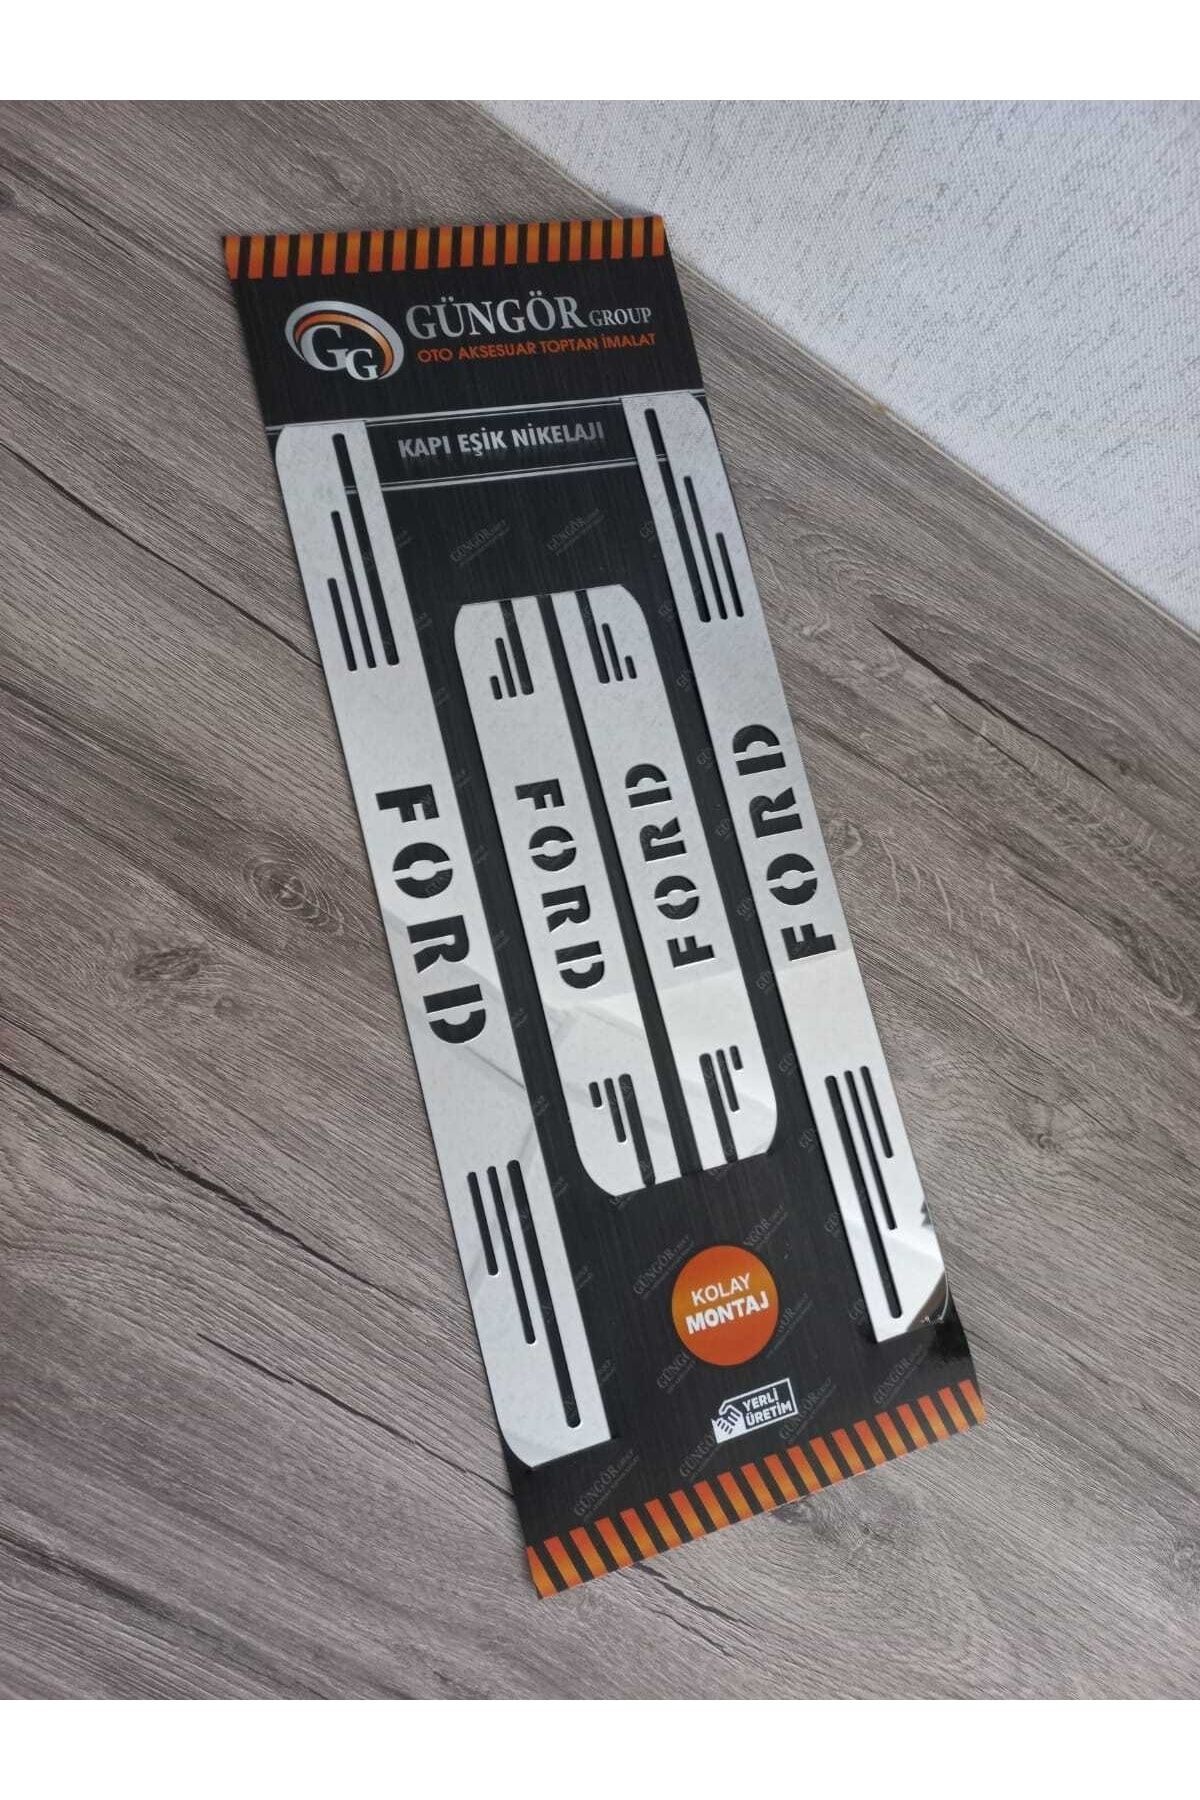 GG
GÜNGÖR GROUP
OTO AKSESUAR TOPTAN İMALAT
KAPI EŞİK NİKELAJI
FORD
FORD
FORD
FORD
KOLAY
MONTAJ
YERLİ
ÜRETİM